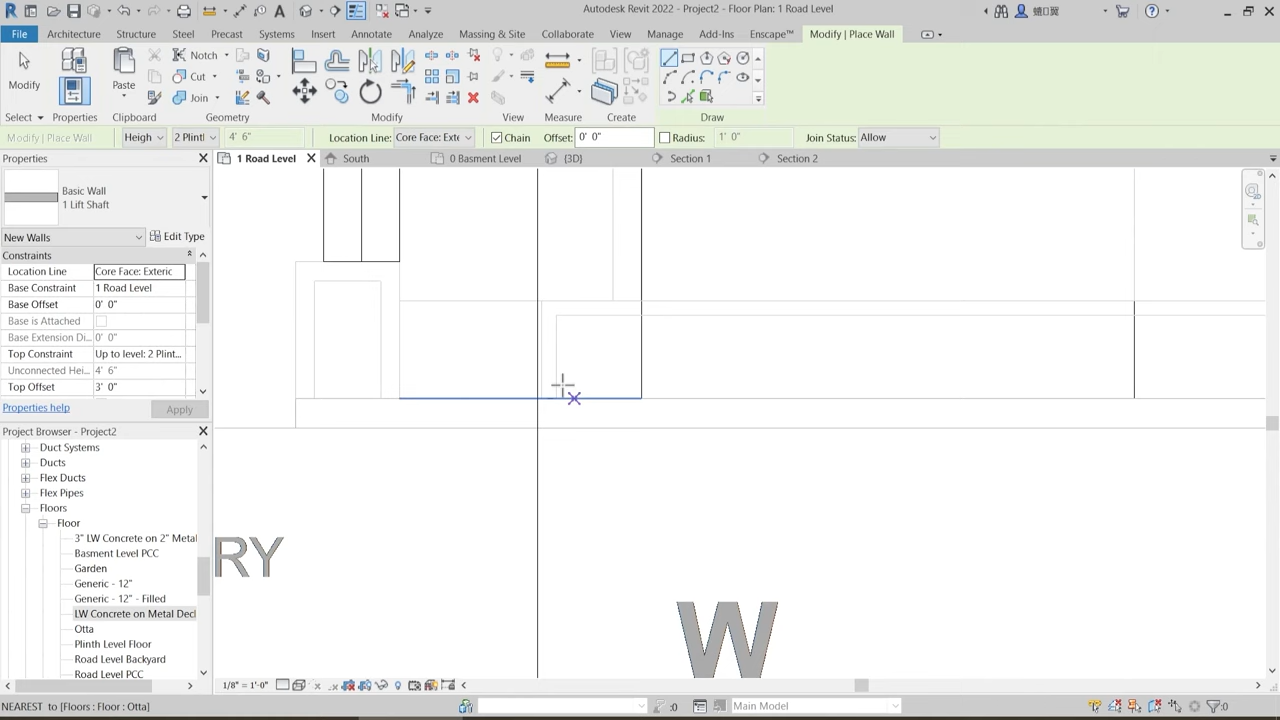 Autodesk Revit 2022 - Project2 - Floor Plan: 1 Road Level
File Architecture Structure Steel Precast Systems Insert Annotate Analyze Massing & Site Collaborate View Manage Add-Ins Enscape™ Modify | Place Wall
Modify Paste Notch Cut Join
Select Properties Clipboard Geometry Modify View Measure Create Draw
Modify | Place Wall Heigh 2 Plintl 4' 6" Location Line: Core Face: Exte Chain Offset: 0' 0" Radius: 1' 0" Join Status: Allow
Properties
1 Road Level South 0 Basment Level {3D} Section 1 Section 2
Basic Wall
1 Lift Shaft
New Walls Edit Type
Constraints
Location Line Core Face: Exteric
Base Constraint 1 Road Level
Base Offset 0' 0"
Base is Attached
Base Extension Di...
Top Constraint Up to level: 2 Plint...
Unconnected Hei... 4' 6"
Top Offset 3' 0"
Properties help Apply
Project Browser - Project2
Duct Systems
Ducts
Flex Ducts
Flex Pipes
Floors
Floor
3" LW Concrete on 2" Metal
Basment Level PCC
Garden
Generic - 12"
Generic - 12" - Filled
LW Concrete on Metal Decl
Otta
Plinth Level Floor
Road Level Backyard
Road Level PCC
RY
W
1/8" = 1'-0"
NEAREST to [Floors : Floor : Otta] :0 Main Model :0